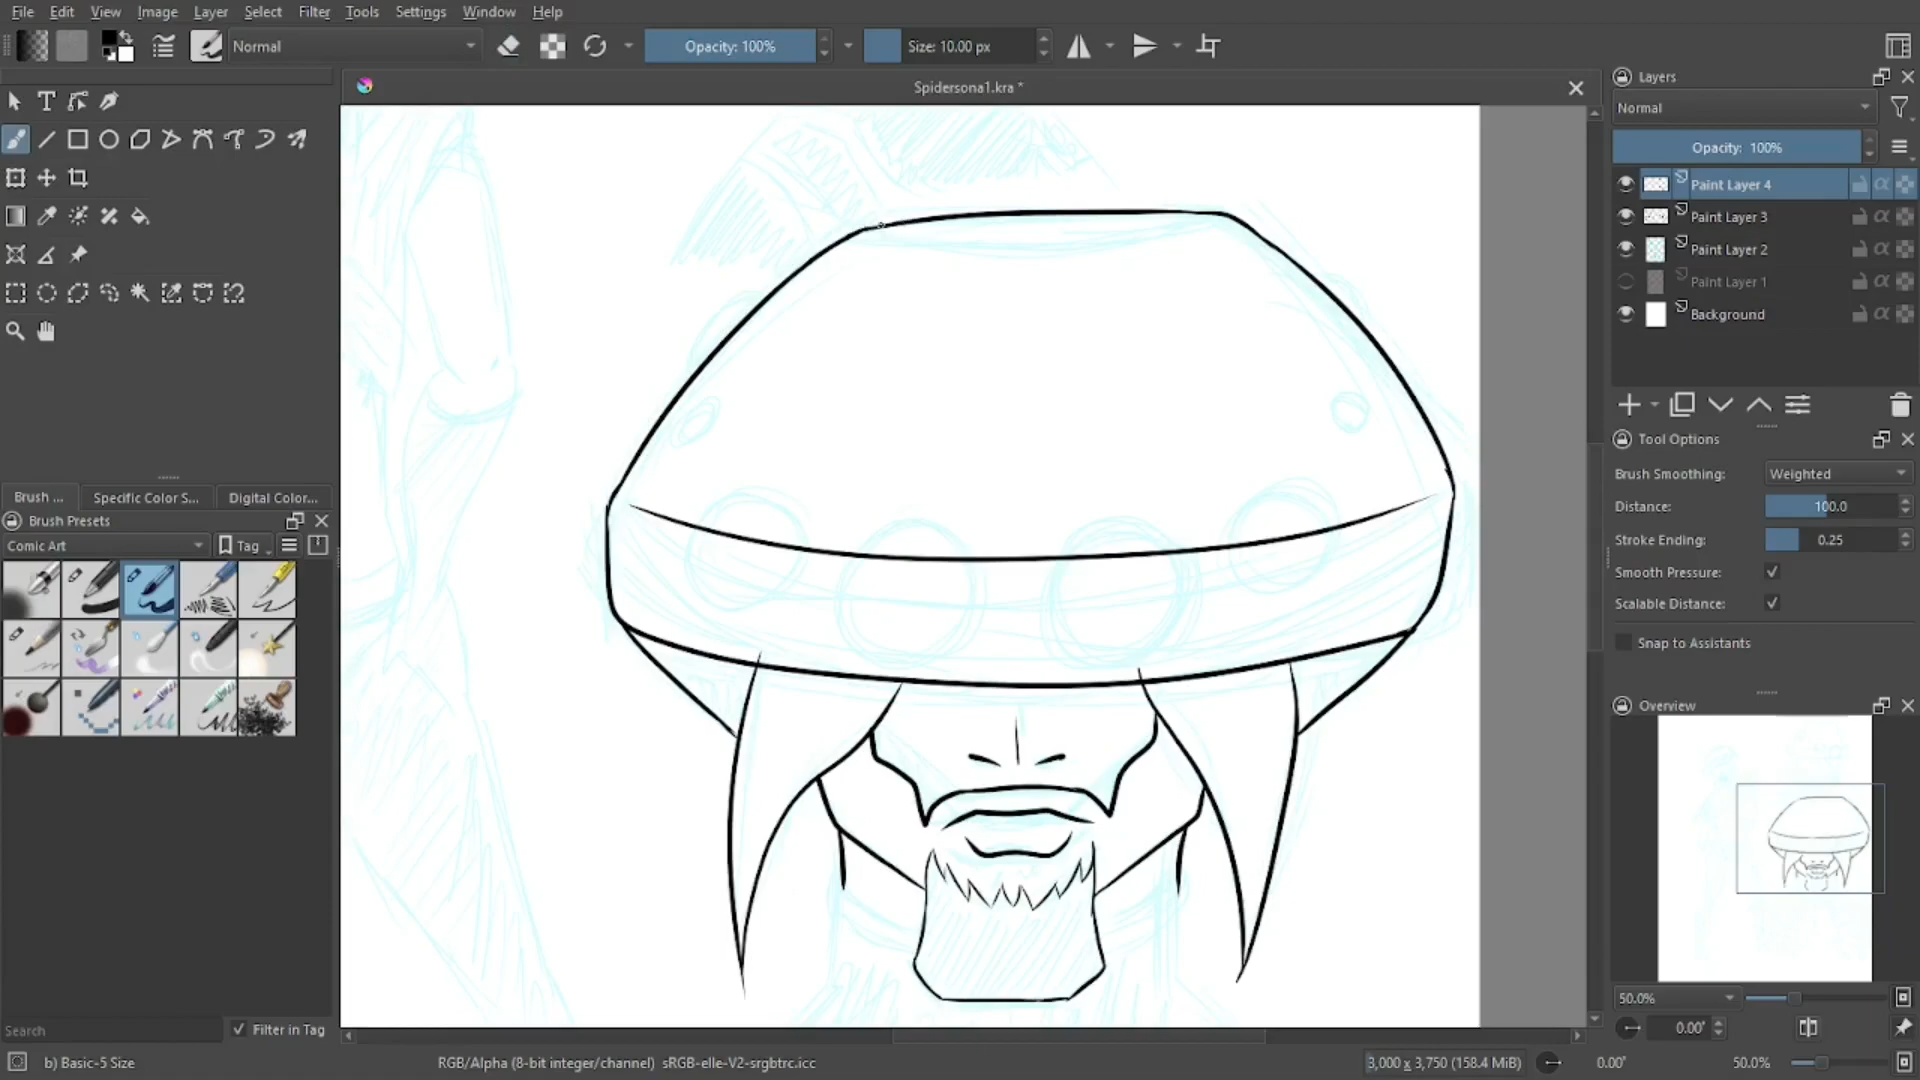 File Edit View Image Layer Select Filter Tools Settings Window Help
Normal
Opacity: 100%
Size: 10.00 px
Spidersona1.kra *
Layers
Normal
Opacity: 100%
Paint Layer 4
Paint Layer 3
Paint Layer 2
Paint Layer 1
Background
Tool Options
Brush Smoothing: Weighted
Distance: 100.0
Stroke Ending: 0.25
Smooth Pressure: ✓
Scalable Distance: ✓
Snap to Assistants
Overview
50.0%
0.00°
Brush ... Specific Color S... Digital Color...
Brush Presets
Comic Art
Tag
Search
✓ Filter in Tag
b) Basic-5 Size
RGB/Alpha (8-bit integer/channel) sRGB-elle-V2-srgbtrc.icc
3,000 x 3,750 (158.4 MiB)
0.00°
50.0%